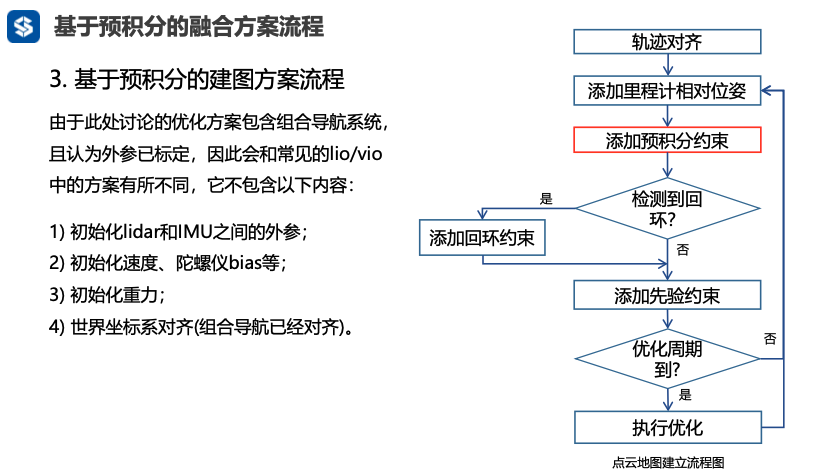 基于预积分的融合方案流程
3. 基于预积分的建图方案流程
由于此处讨论的优化方案包含组合导航系统，
且认为外参已标定，因此会和常见的lio/vio
中的方案有所不同，它不包含以下内容：
1) 初始化lidar和IMU之间的外参；
2) 初始化速度、陀螺仪bias等；
3) 初始化重力；
4) 世界坐标系对齐(组合导航已经对齐)。
轨迹对齐
添加里程计相对位姿
添加预积分约束
检测到回
环?
是
添加回环约束
否
添加先验约束
优化周期
到?
否
是
执行优化
点云地图建立流程图